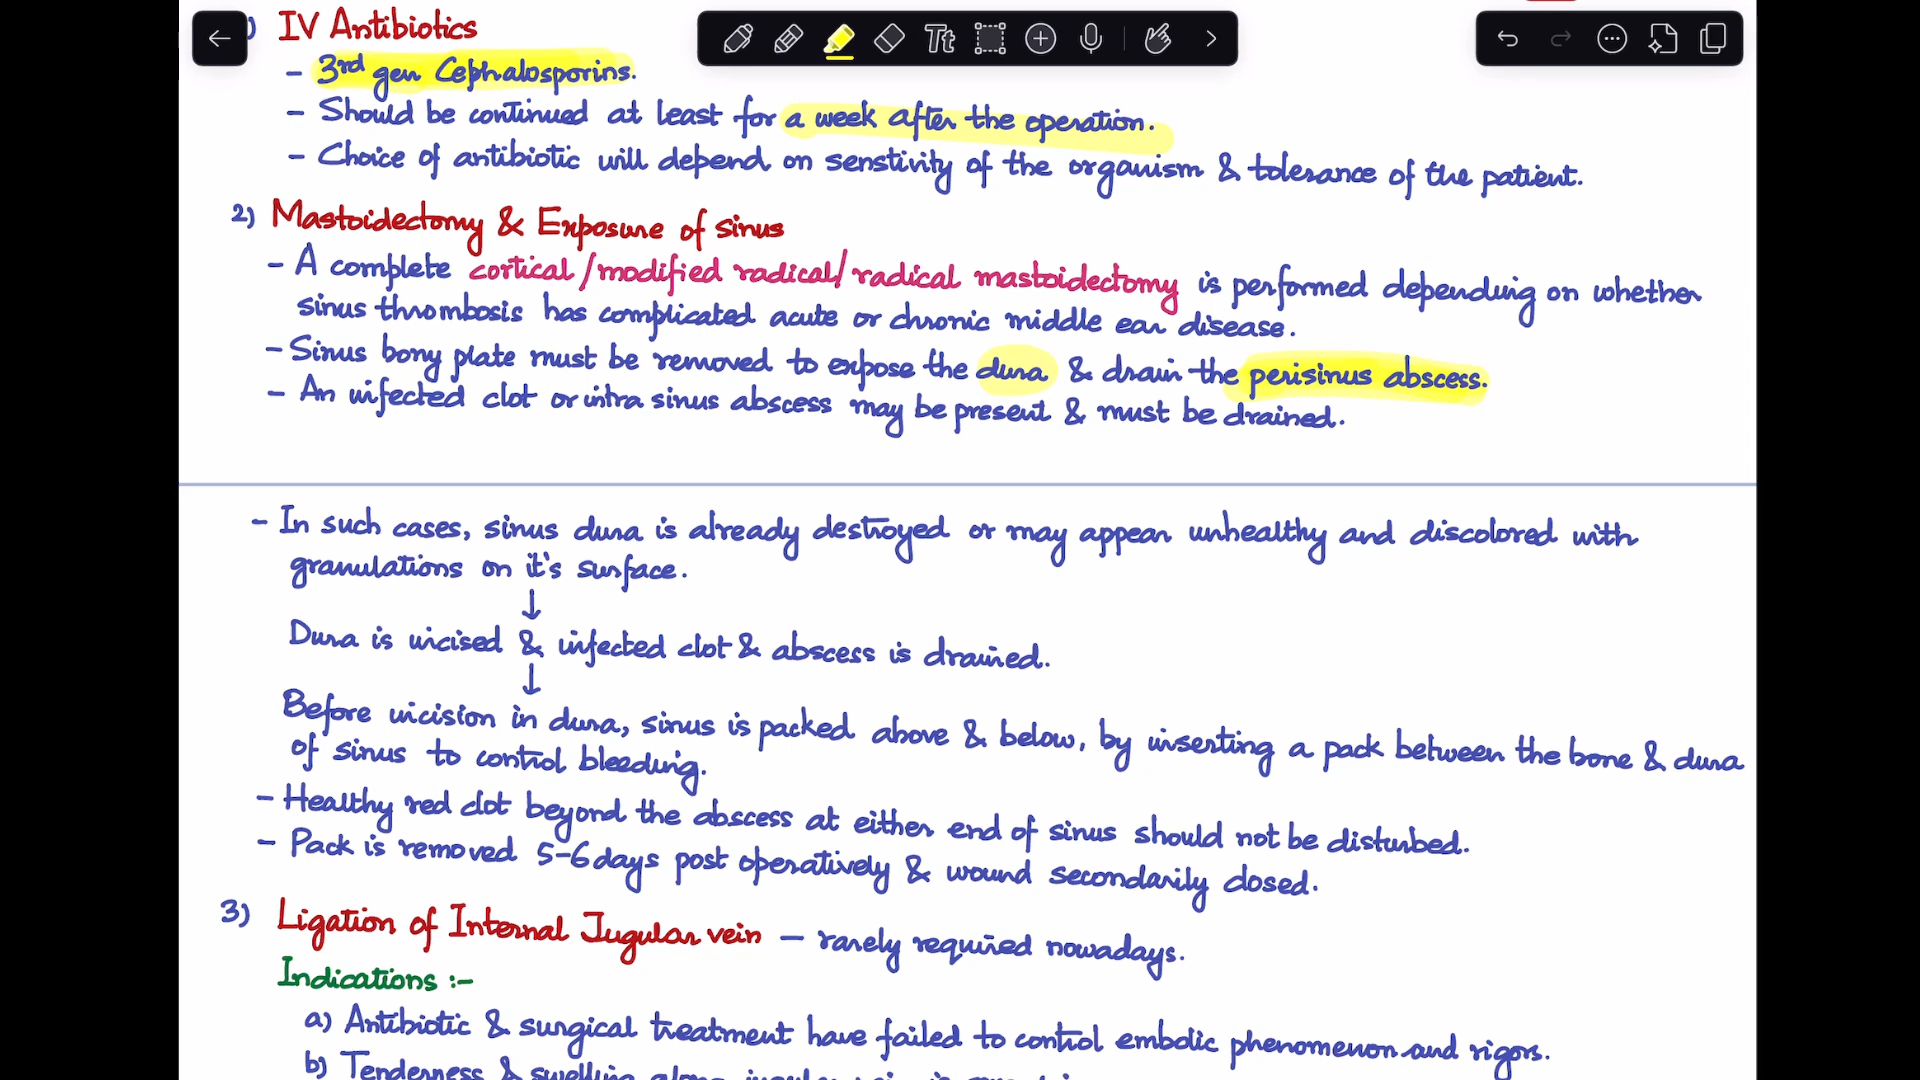 ) IV Antibiotics
Tt
- 3rd gen Cephalosporins.
- Should be continued at least for a week after the operation.
- Choice of antibiotic will depend on senstivity of the organism & tolerance of the patient.
2) Mastoidectomy & Exposure of sinus
- A complete cortical/modified radical/radical mastoidectomy is performed depending on whether
sinus thrombosis has complicated acute or chronic middle ear disease.
- Sinus bony plate must be removed to expose the dura & drain the perisinus abscess.
- An infected clot or intra sinus abscess may be present & must be drained.
- In such cases, sinus dura is already destroyed or may appear unhealthy and discolored with
granulations on it's surface.
↓
Dura is incised & infected clot & abscess is drained.
↓
Before incision in dura, sinus is packed above & below, by inserting a pack between the bone & dura
of sinus to control bleeding.
- Healthy red clot beyond the abscess at either end of sinus should not be disturbed.
- Pack is removed 5-6 days post operatively & wound secondarily closed.
3) Ligation of Internal Jugular vein - rarely required nowadays.
Indications :-
a) Antibiotic & surgical treatment have failed to control embolic phenomenon and rigors.
b) Tenderness & swelling along jugular vein is